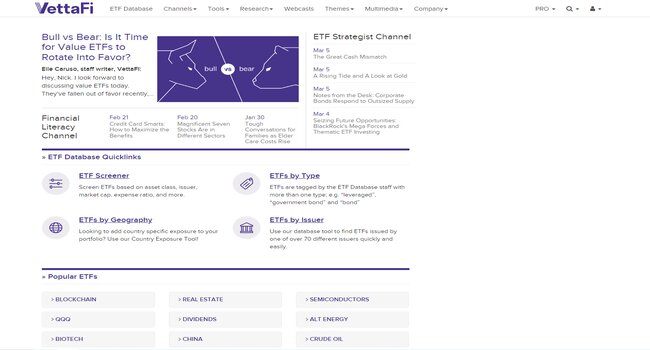 VettaFi
ETF Database Channels Tools Research Webcasts Themes Multimedia Company PRO
Bull vs Bear: Is It Time
for Value ETFs to
Rotate Into Favor?
Elle Caruso, staff writer, VettaFi:
Hey, Nick. I look forward to
discussing value ETFs today.
They've fallen out of favor recently,...
bull vs bear
Financial
Literacy
Channel
Feb 21
Credit Card Smarts:
How to Maximize the
Benefits
Feb 20
Magnificent Seven
Stocks Are in
Different Sectors
Jan 30
Tough
Conversations for
Families as Elder
Care Costs Rise
ETF Strategist Channel
Mar 5
The Great Cash Mismatch
Mar 5
A Rising Tide and A Look at Gold
Mar 5
Notes from the Desk: Corporate
Bonds Respond to Outsized Supply
Mar 4
Seizing Future Opportunities:
BlackRock's Mega Forces and
Thematic ETF Investing
» ETF Database Quicklinks
ETF Screener
Screen ETFs based on asset class, issuer,
market cap, expense ratio, and more.
ETFs by Type
ETFs are tagged by the ETF Database staff with
more than one type; e.g. "leveraged",
"government bond" and "bond"
ETFs by Geography
Looking to add country specific exposure to your
portfolio? Use our Country Exposure Tool!
ETFs by Issuer
Use our database tool to find ETFs issued by
one of over 70 different issuers quickly and
easily.
» Popular ETFs
> BLOCKCHAIN
> REAL ESTATE
> SEMICONDUCTORS
> QQQ
> DIVIDENDS
> ALT ENERGY
> BIOTECH
> CHINA
> CRUDE OIL